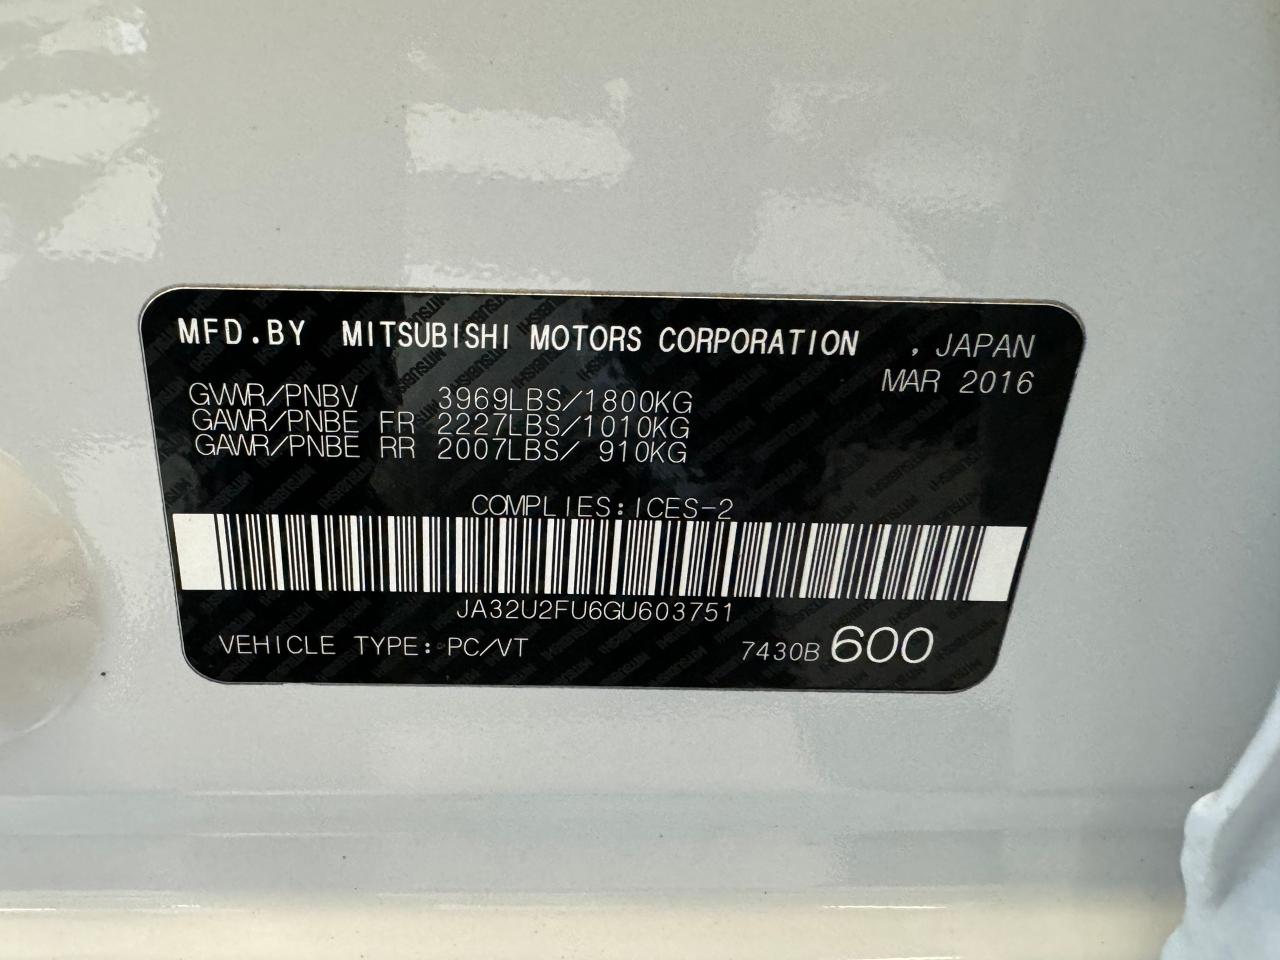 MFD.BY MITSUBISHI MOTORS CORPORATION , JAPAN
MAR 2016
GVWR/PNBV 3969LBS/1800KG
GAWR/PNBE FR 2227LBS/1010KG
GAWR/PNBE RR 2007LBS/ 910KG
COMPLIES:ICES-2
JA32U2FU6GU603751
VEHICLE TYPE: PC/VT 7430B 600